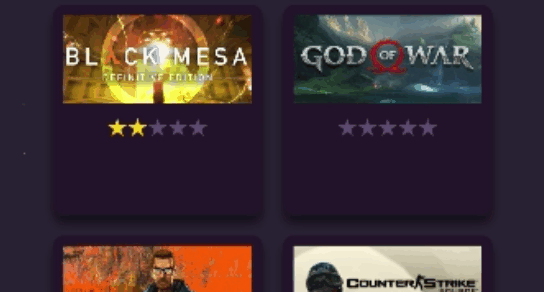 BLACK MESA
DEFINITIVE EDITION
GOD OF WAR
COUNTER STRIKE